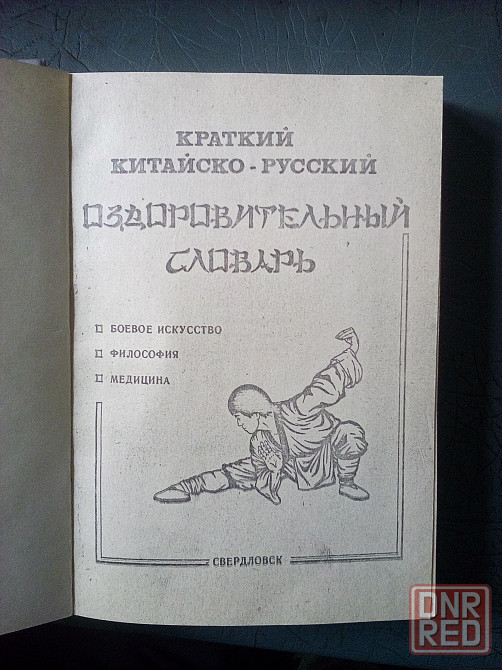 КРАТКИЙ
КИТАЙСКО - РУССКИЙ
ОЗДОРОВИТЕЛЬНЫЙ
СЛОВАРЬ
БОЕВОЕ ИСКУССТВО
ФИЛОСОФИЯ
МЕДИЦИНА
СВЕРДЛОВСК
DNR
RED